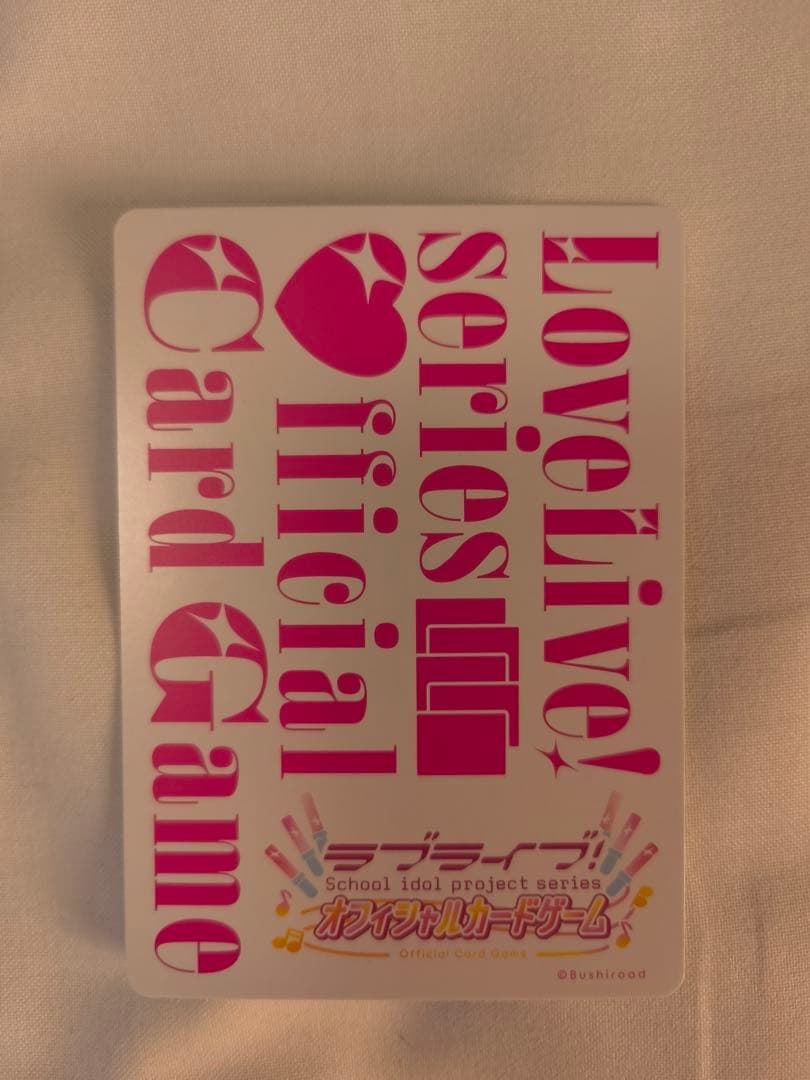 LoveLive!
series
♥fficial
Card Game
ラブライブ!
School idol project series
オフィシャルカードゲーム
Official Card Game
©Bushiroad